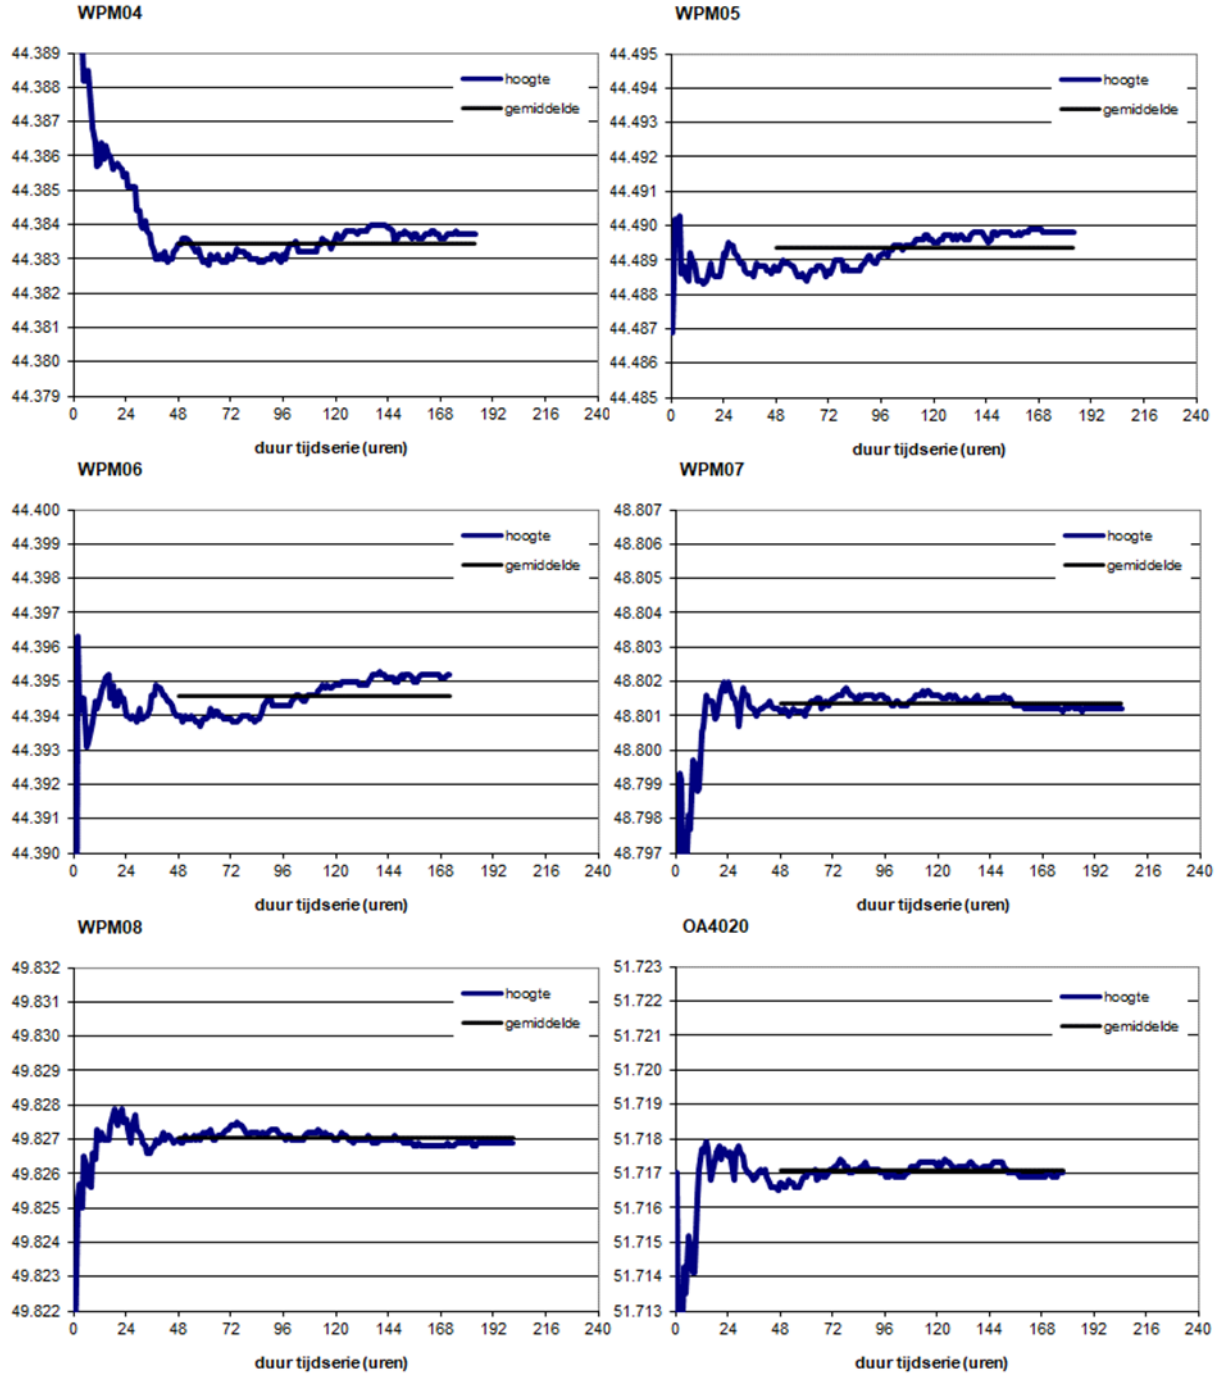 WPM04
44.389
44.388
44.387
44.386
44.385
44.384
44.383
44.382
44.381
44.380
44.379
hoogte
gemiddelde
0 24 48 72 96 120 144 168 192 216 240
duur tijdserie (uren)
WPM05
44.495
44.494
44.493
44.492
44.491
44.490
44.489
44.488
44.487
44.486
44.485
hoogte
gemiddelde
0 24 48 72 96 120 144 168 192 216 240
duur tijdserie (uren)
WPM06
44.400
44.399
44.398
44.397
44.396
44.395
44.394
44.393
44.392
44.391
44.390
hoogte
gemiddelde
0 24 48 72 96 120 144 168 192 216 240
duur tijdserie (uren)
WPM07
48.807
48.806
48.805
48.804
48.803
48.802
48.801
48.800
48.799
48.798
48.797
hoogte
gemiddelde
0 24 48 72 96 120 144 168 192 216 240
duur tijdserie (uren)
WPM08
49.832
49.831
49.830
49.829
49.828
49.827
49.826
49.825
49.824
49.823
49.822
hoogte
gemiddelde
0 24 48 72 96 120 144 168 192 216 240
duur tijdserie (uren)
OA4020
51.723
51.722
51.721
51.720
51.719
51.718
51.717
51.716
51.715
51.714
51.713
hoogte
gemiddelde
0 24 48 72 96 120 144 168 192 216 240
duur tijdserie (uren)